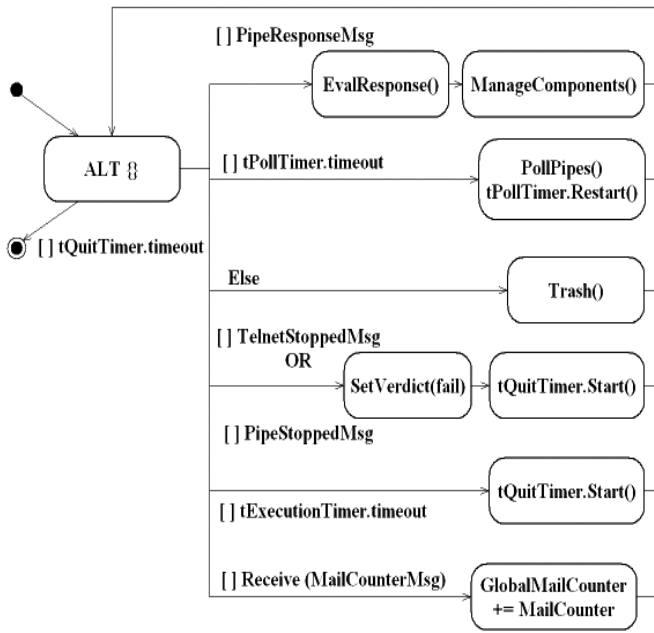 [ ] PipeResponseMsg
EvalResponse()
ManageComponents()
ALT {}
[ ] tPollTimer.timeout
PollPipes()
tPollTimer.Restart()
[ ] tQuitTimer.timeout
Else
Trash()
[ ] TelnetStoppedMsg
OR
SetVerdict(fail)
tQuitTimer.Start()
[ ] PipeStoppedMsg
tQuitTimer.Start()
[ ] tExecutionTimer.timeout
[ ] Receive (MailCounterMsg)
GlobalMailCounter
+= MailCounter